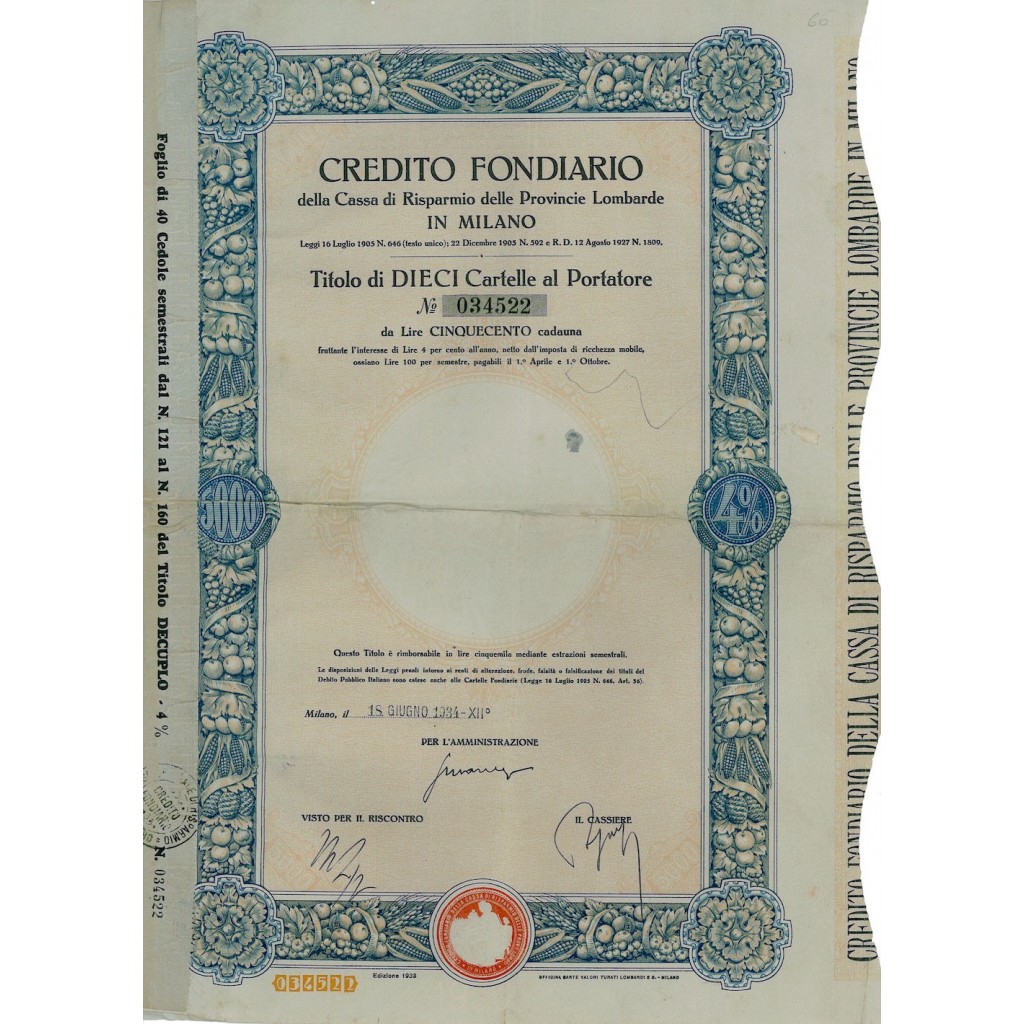 60
CREDITO FONDIARIO
della Cassa di Risparmio delle Provincie Lombarde
IN MILANO
Leggi 16 Luglio 1905 N. 646 (testo unico); 22 Dicembre 1905 N. 592 e R. D. 12 Agosto 1927 N. 1809.
Titolo di DIECI Cartelle al Portatore
№ 034522
da Lire CINQUECENTO cadauna
fruttante l'interesse di Lire 4 per cento all'anno, netto dall'imposta di ricchezza mobile,
ossiano Lire 100 per semestre, pagabili il 1.º Aprile e 1.º Ottobre.
5000
4%
Questo Titolo è rimborsabile in lire cinquemila mediante estrazioni semestrali.
Le disposizioni delle Leggi penali intorno ai reati di alterazione, frode, falsità o falsificazione dei titoli del
Debito Pubblico Italiano sono estese anche alle Cartelle Fondiarie (Legge 16 Luglio 1905 N. 646, Art. 56).
Milano, il 18 GIUGNO 1934-XIIº
PER L'AMMINISTRAZIONE
VISTO PER IL RISCONTRO
IL CASSIERE
034522
Edizione 1933
OFFICINA CARTE VALORI TURATI LOMBARDI E C. - MILANO
Foglio di 40 Cedole semestrali dal N. 121 al N. 160 del Titolo DECUPLO - 4 %
N. 034522
CREDITO FONDIARIO DELLA CASSA DI RISPARMIO DELLE PROVINCIE LOMBARDE IN MILANO